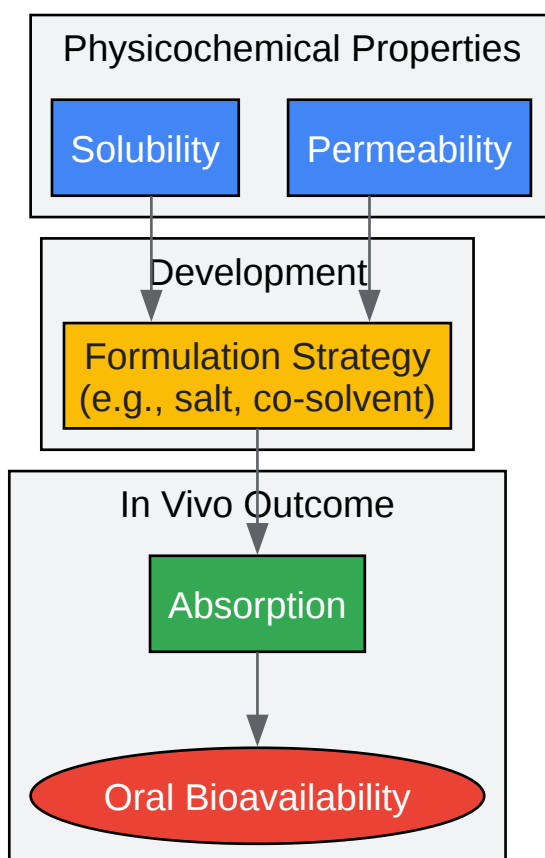 Physicochemical Properties
Solubility
Permeability
Development
Formulation Strategy
(e.g., salt, co-solvent)
In Vivo Outcome
Absorption
Oral Bioavailability